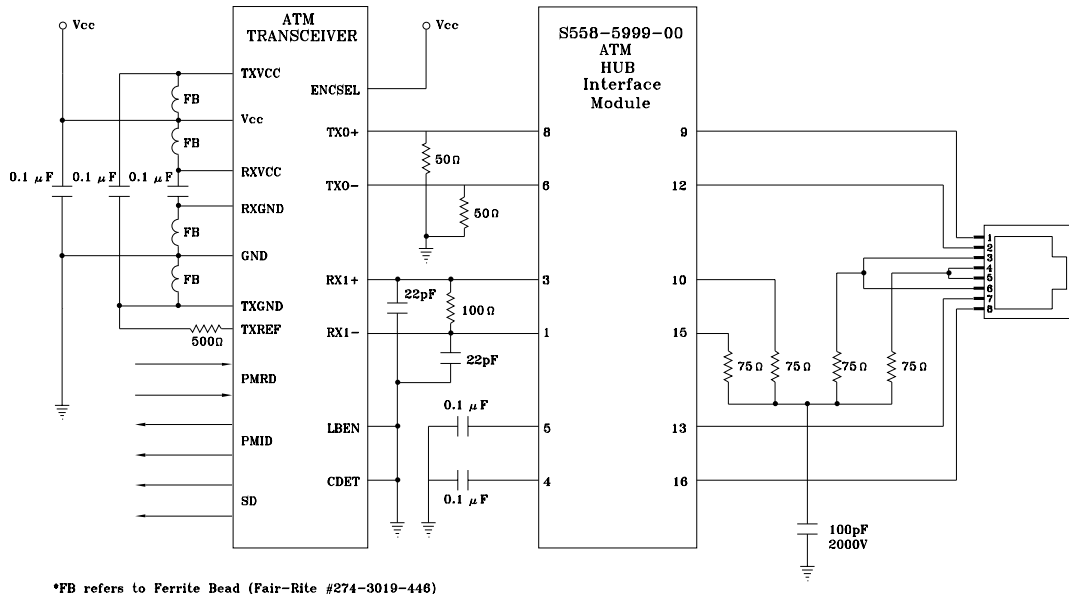 Vcc
ATM
TRANSCEIVER
Vcc
S558-5999-00
ATM
HUB
Interface
Module
TXVCC
FB
ENCSEL
Vcc
TXO+
8
9
FB
50Ω
RXVCC
0.1 µF
0.1 µF
0.1 µF
TXO-
6
12
RXGND
50Ω
FB
GND
1
2
3
4
5
6
7
8
FB
RX1+
3
10
22pF
100Ω
TXGND
TXREF
500Ω
RX1-
1
15
22pF
75Ω
75Ω
75Ω
75Ω
PMRD
0.1 µF
LBEN
5
13
PMID
CDET
4
16
0.1 µF
SD
100pF
2000V
*FB refers to Ferrite Bead (Fair-Rite #274-3019-446)